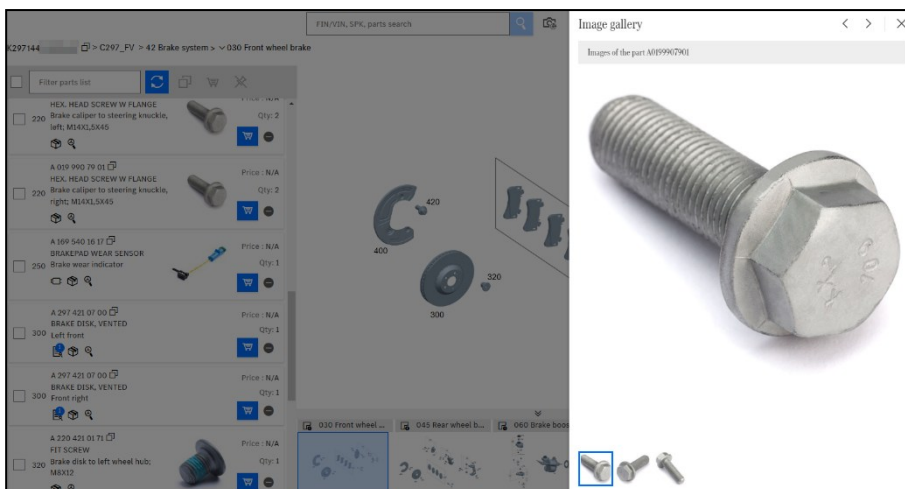 FIN/VIN, SPK, parts search
Image gallery
K297144
> C297_FV > 42 Brake system > 030 Front wheel brake
Images of the part A0199907901
Filter parts list
HEX. HEAD SCREW W FLANGE
Price : N/A
220
Brake caliper to steering knuckle, left; M14X1,5X45
Qty: 2
A 019 990 79 01
HEX. HEAD SCREW W FLANGE
Price : N/A
220
Brake caliper to steering knuckle, right; M14X1,5X45
Qty: 2
A 169 540 16 17
BRAKEPAD WEAR SENSOR
Price : N/A
250
Brake wear indicator
Qty: 1
A 297 421 07 00
BRAKE DISK, VENTED
Price : N/A
300
Left front
Qty: 1
A 297 421 07 00
BRAKE DISK, VENTED
Price : N/A
300
Front right
Qty: 1
A 220 421 01 71
FIT SCREW
Price : N/A
320
Brake disk to left wheel hub; M8X12
Qty: 1
420
400
320
300
030 Front wheel ...
045 Rear wheel b...
060 Brake boos